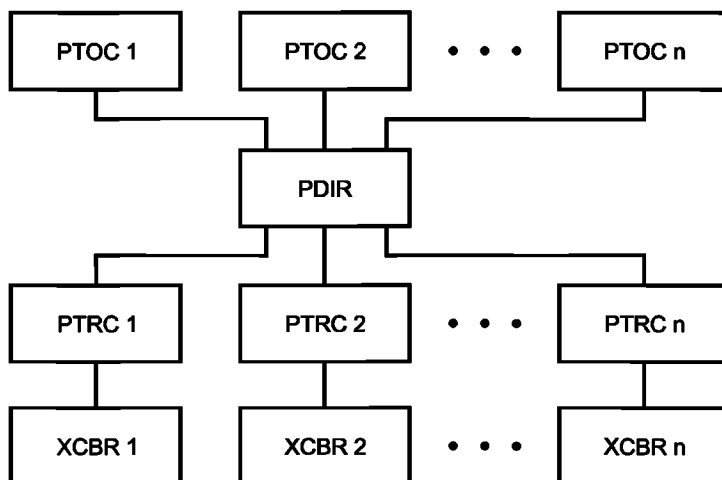 PTOC 1 PTOC 2 • • • PTOC n
PDIR
PTRC 1 PTRC 2 • • • PTRC n
XCBR 1 XCBR 2 • • • XCBR n